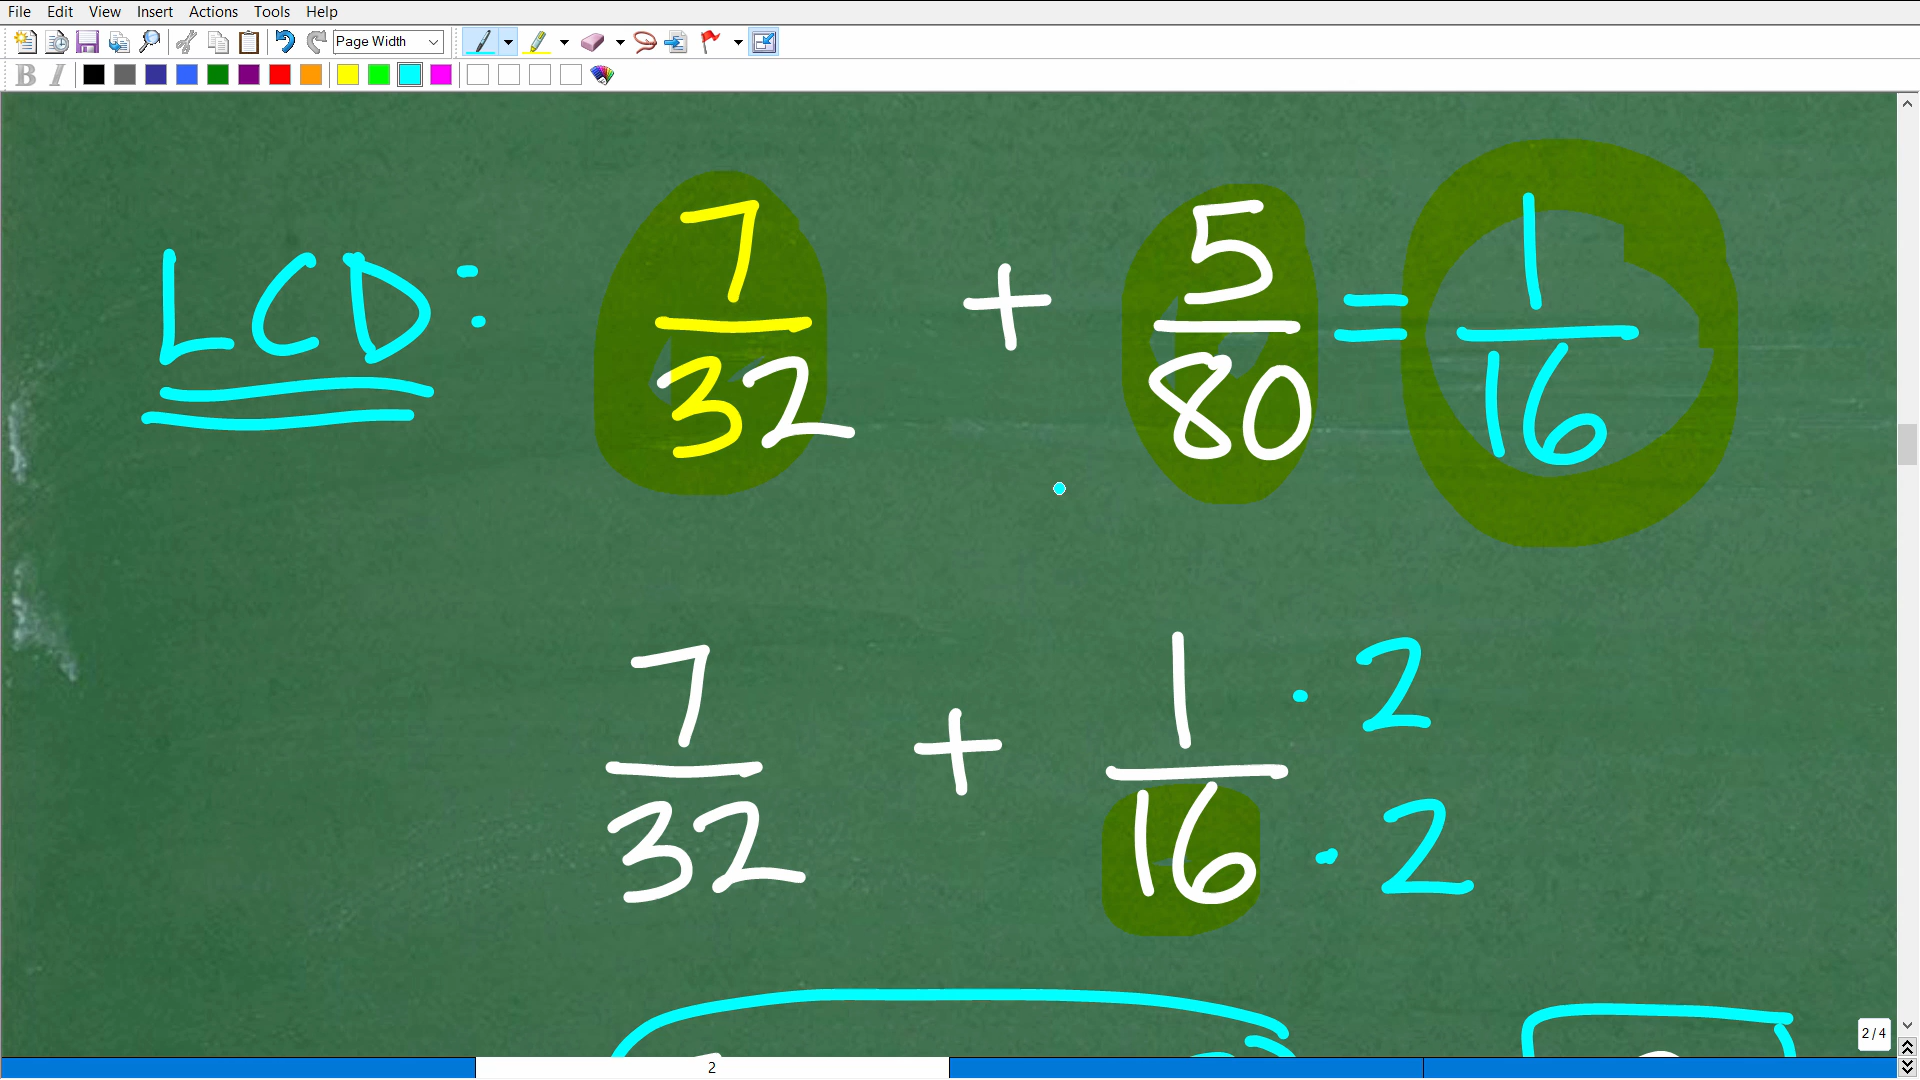 File Edit View Insert Actions Tools Help
Page Width
B I
LCD: 7/32 + 5/80 = 1/16
7/32 + 1/16 · 2 · 2
2/4
2